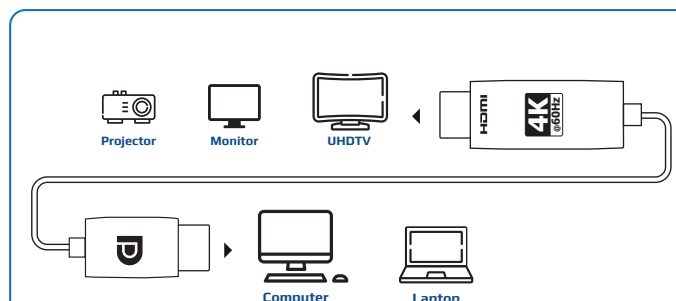 Projector
Monitor
UHDTV
HDMI
4K
@60Hz
Computer
Laptop